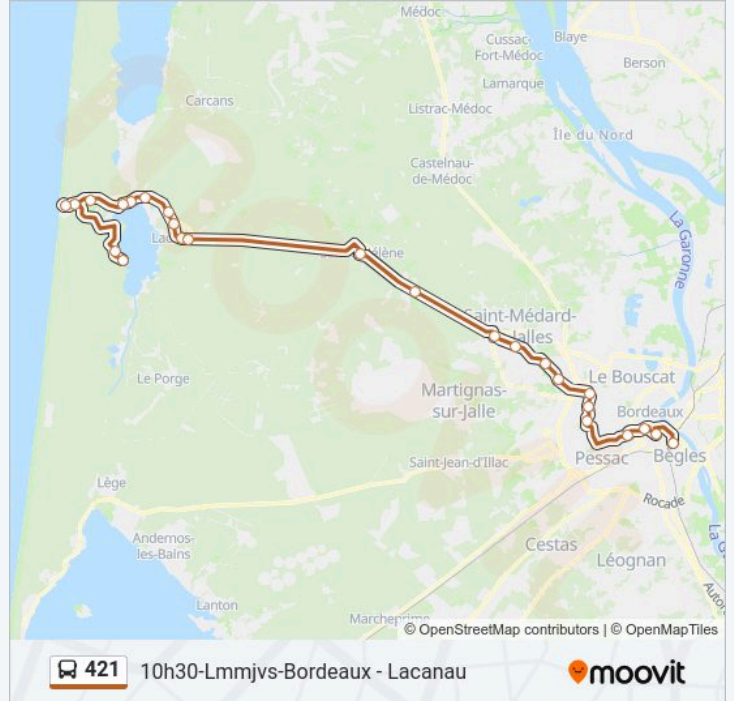 Médoc
Cussac-
Fort-Médoc
Blaye
Berson
Lamarque
Carcans
Listrac-Médoc
Île du Nord
Castelnau-
de-Médoc
La Garonne
Saint-Médard-
Le Porge
Martignas-
sur-Jalle
Le Bouscat
Bordeaux
Saint-Jean-d'Illac
Pessac
Bègles
Lège
Rocade
Andernos-
les-Bains
Cestas
Léognan
Lanton
Marcheprime
© OpenStreetMap contributors | © OpenMapTiles
421
10h30-Lmmjvs-Bordeaux - Lacanau
moovit